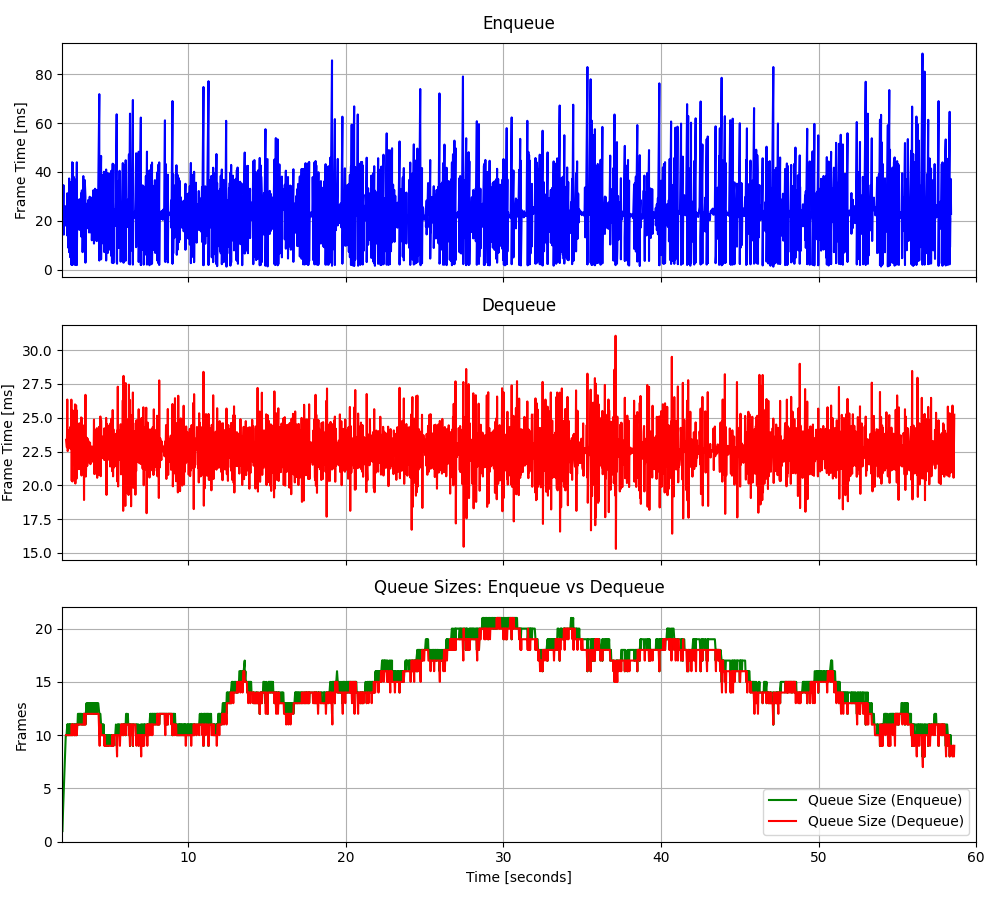 Enqueue
Frame Time [ms]
80
60
40
20
0
Dequeue
Frame Time [ms]
30.0
27.5
25.0
22.5
20.0
17.5
15.0
Queue Sizes: Enqueue vs Dequeue
Frames
20
15
10
5
0
Queue Size (Enqueue)
Queue Size (Dequeue)
10 20 30 40 50 60
Time [seconds]